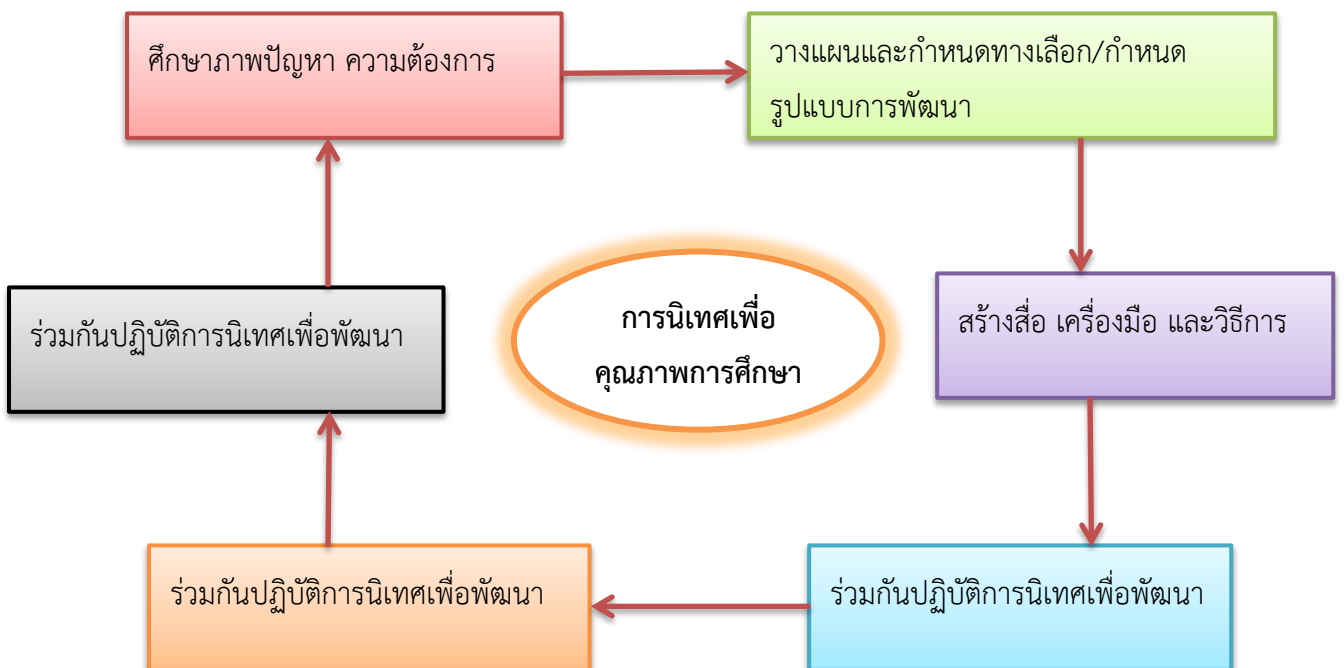 ศึกษาภาพปัญหา ความต้องการ
วางแผนและกำหนดทางเลือก/กำหนด
รูปแบบการพัฒนา
สร้างสื่อ เครื่องมือ และวิธีการ
ร่วมกันปฏิบัติการนิเทศเพื่อพัฒนา
ร่วมกันปฏิบัติการนิเทศเพื่อพัฒนา
ร่วมกันปฏิบัติการนิเทศเพื่อพัฒนา
การนิเทศเพื่อ
คุณภาพการศึกษา